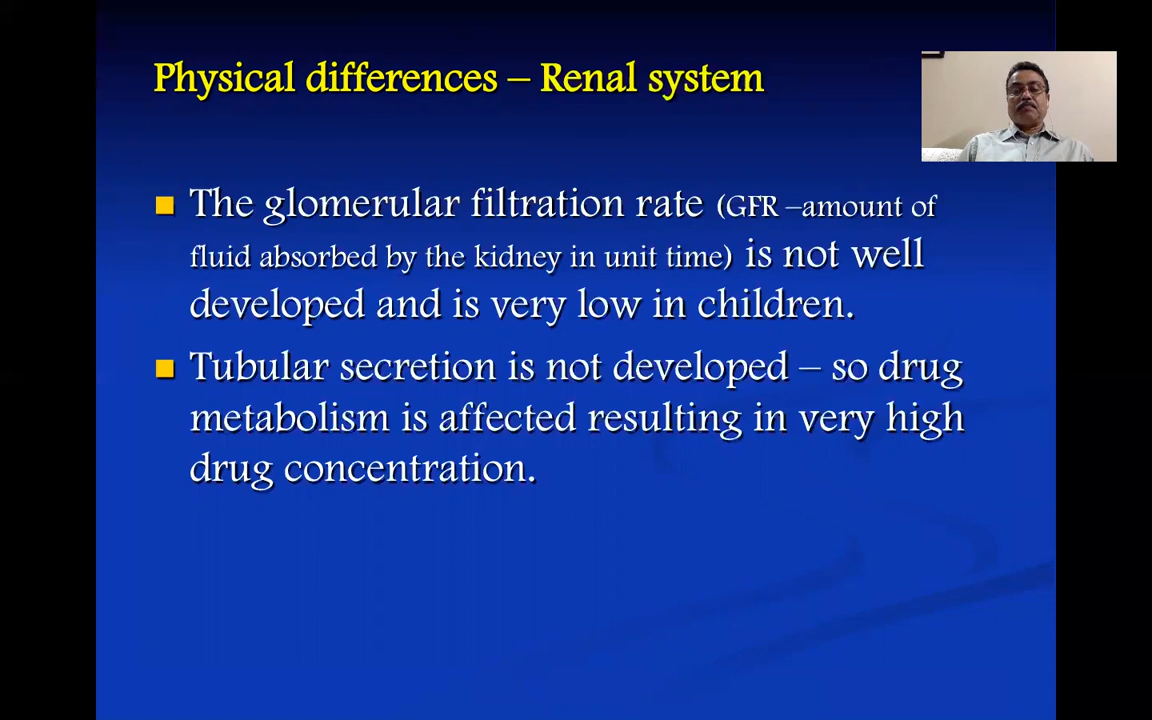 Physical differences – Renal system
The glomerular filtration rate (GFR –amount of
fluid absorbed by the kidney in unit time) is not well
developed and is very low in children.
Tubular secretion is not developed – so drug
metabolism is affected resulting in very high
drug concentration.